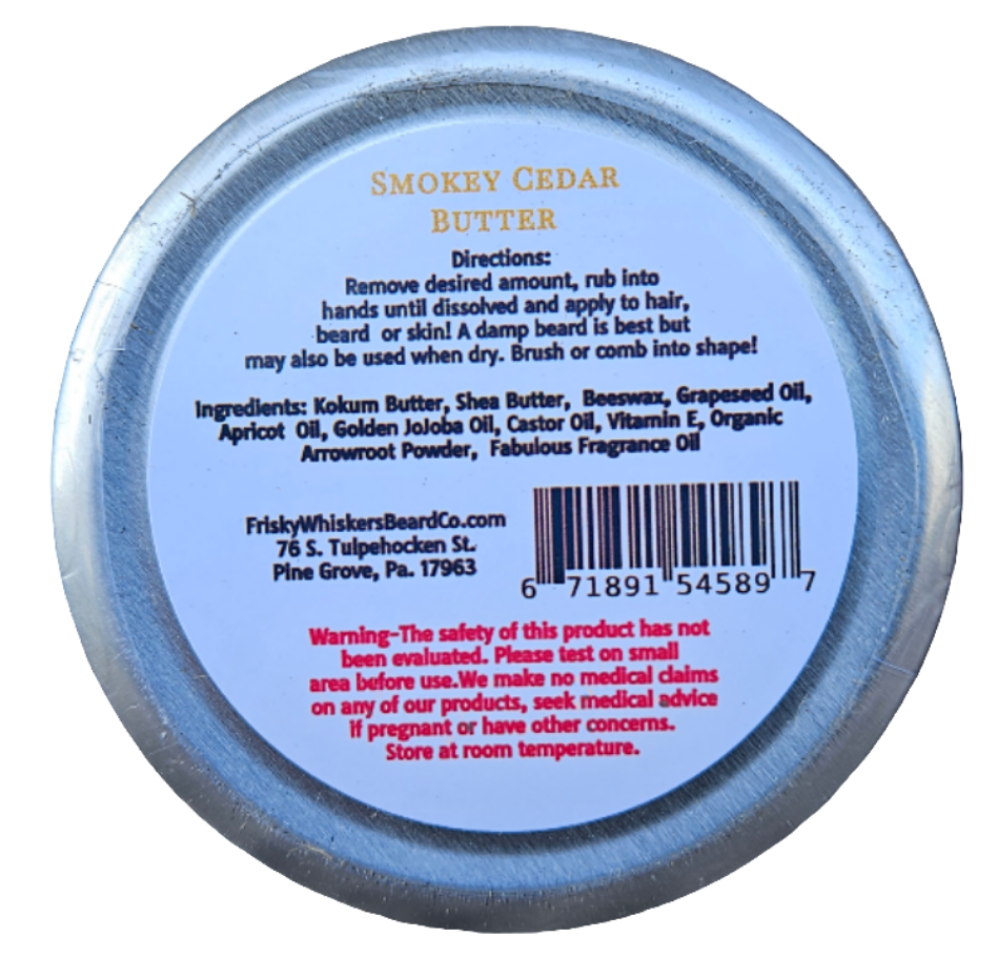 SMOKEY CEDAR
BUTTER
Directions:
Remove desired amount, rub into
hands until dissolved and apply to hair,
beard or skin! A damp beard is best but
may also be used when dry. Brush or comb into shape!
Ingredients: Kokum Butter, Shea Butter, Beeswax, Grapeseed Oil,
Apricot Oil, Golden JoJoba Oil, Castor Oil, Vitamin E, Organic
Arrowroot Powder, Fabulous Fragrance Oil
FriskyWhiskersBeardCo.com
76 S. Tulpehocken St.
Pine Grove, Pa. 17963
6 71891 54589 7
Warning-The safety of this product has not
been evaluated. Please test on small
area before use.We make no medical claims
on any of our products, seek medical advice
if pregnant or have other concerns.
Store at room temperature.